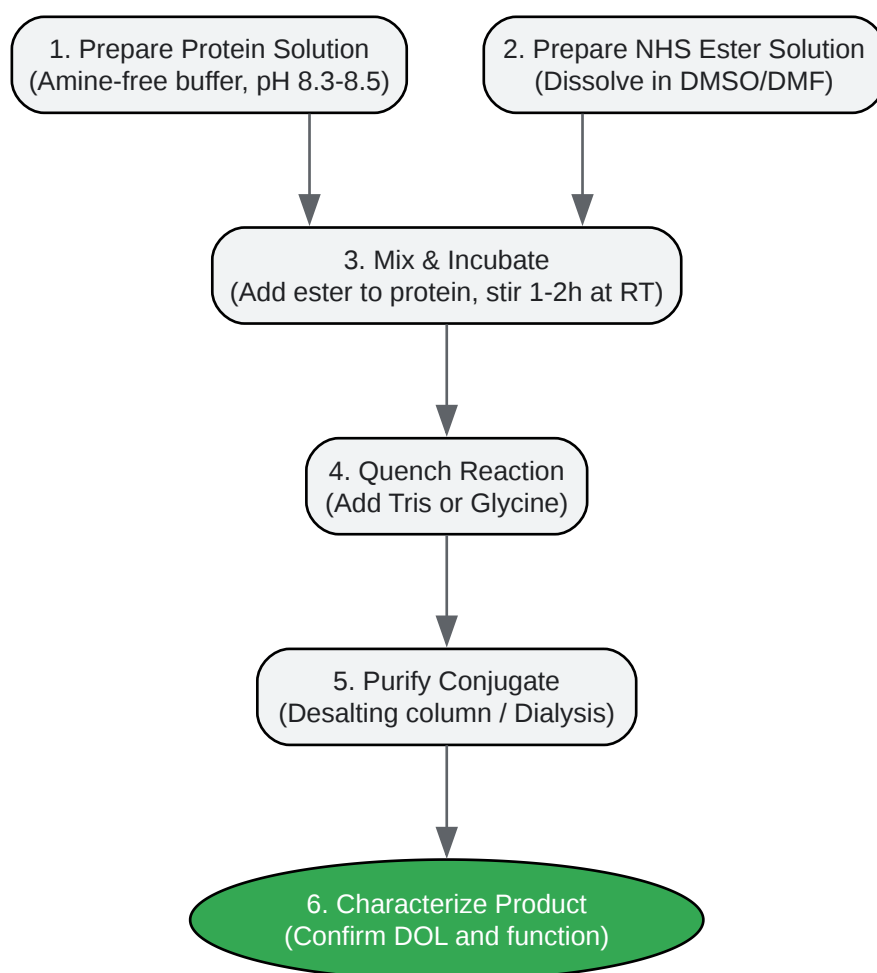 1. Prepare Protein Solution
(Amine-free buffer, pH 8.3-8.5)
2. Prepare NHS Ester Solution
(Dissolve in DMSO/DMF)
3. Mix & Incubate
(Add ester to protein, stir 1-2h at RT)
4. Quench Reaction
(Add Tris or Glycine)
5. Purify Conjugate
(Desalting column / Dialysis)
6. Characterize Product
(Confirm DOL and function)